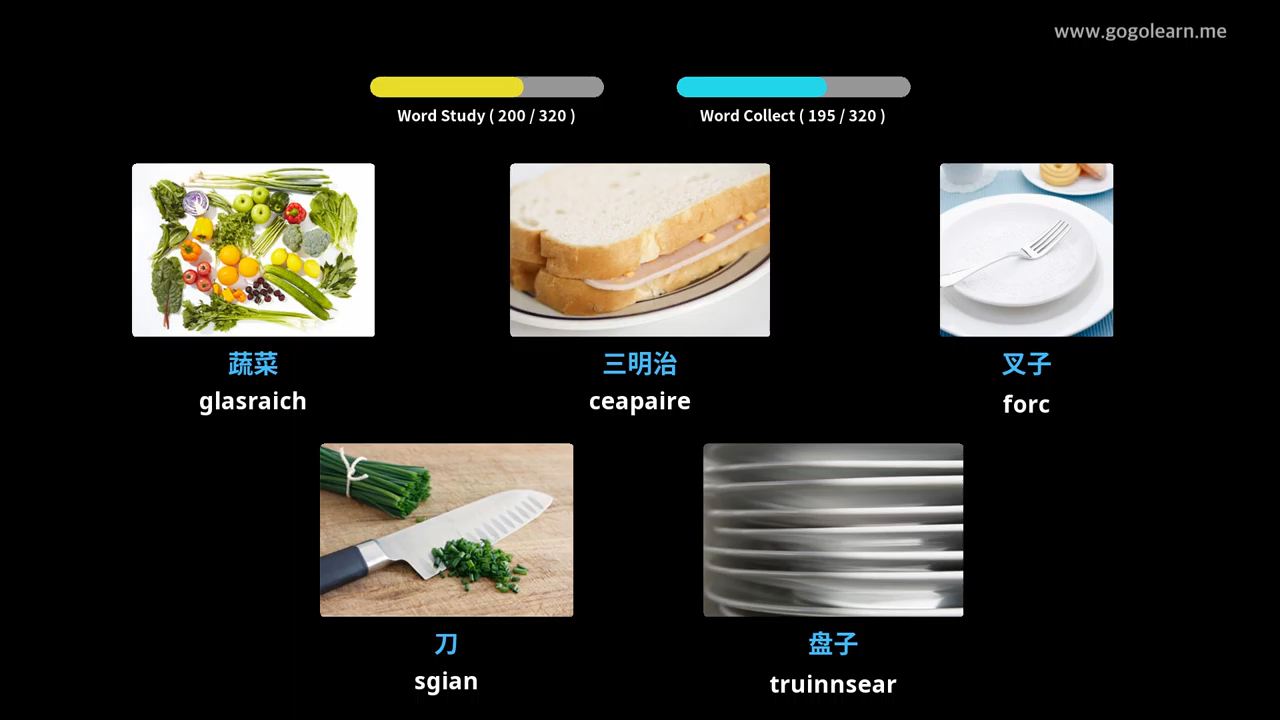 www.gogolearn.me
Word Study ( 200 / 320 )
Word Collect ( 195 / 320 )
蔬菜
三明治
叉子
glasraich
ceapaire
forc
刀
盘子
sgian
truinnsear